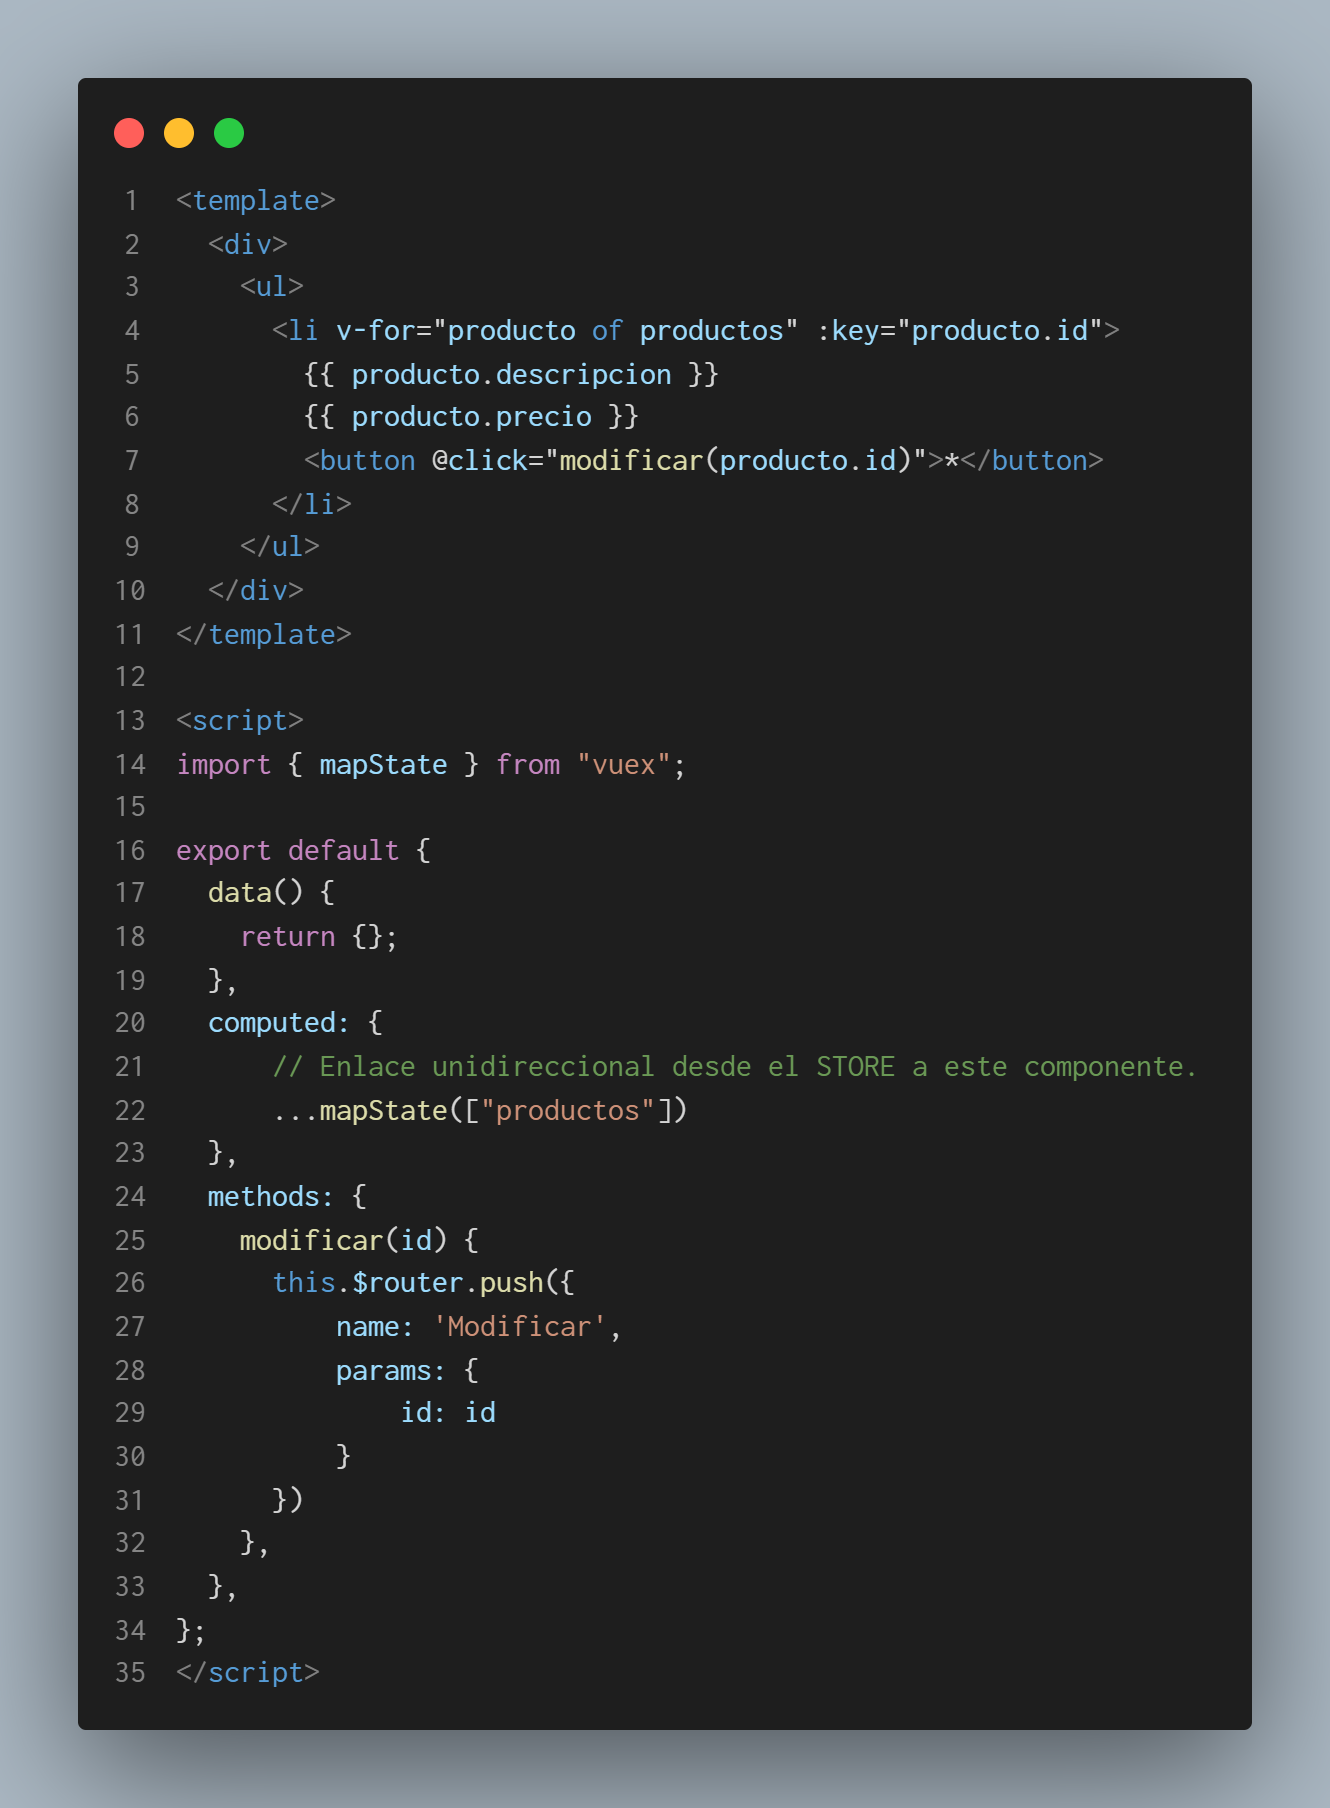 1 <template>
2   <div>
3     <ul>
4       <li v-for="producto of productos" :key="producto.id">
5         {{ producto.descripcion }}
6         {{ producto.precio }}
7         <button @click="modificar(producto.id)">*</button>
8       </li>
9     </ul>
10   </div>
11 </template>
12
13 <script>
14 import { mapState } from "vuex";
15
16 export default {
17   data() {
18     return {};
19   },
20   computed: {
21       // Enlace unidireccional desde el STORE a este componente.
22       ...mapState(["productos"])
23   },
24   methods: {
25     modificar(id) {
26       this.$router.push({
27           name: 'Modificar',
28           params: {
29               id: id
30           }
31       })
32     },
33   },
34 };
35 </script>